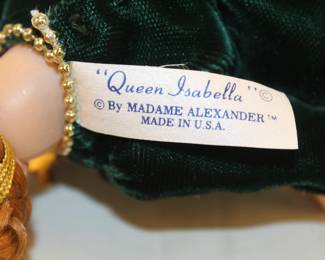 "Queen Isabella"©
© By MADAME ALEXANDER™
MADE IN U.S.A.